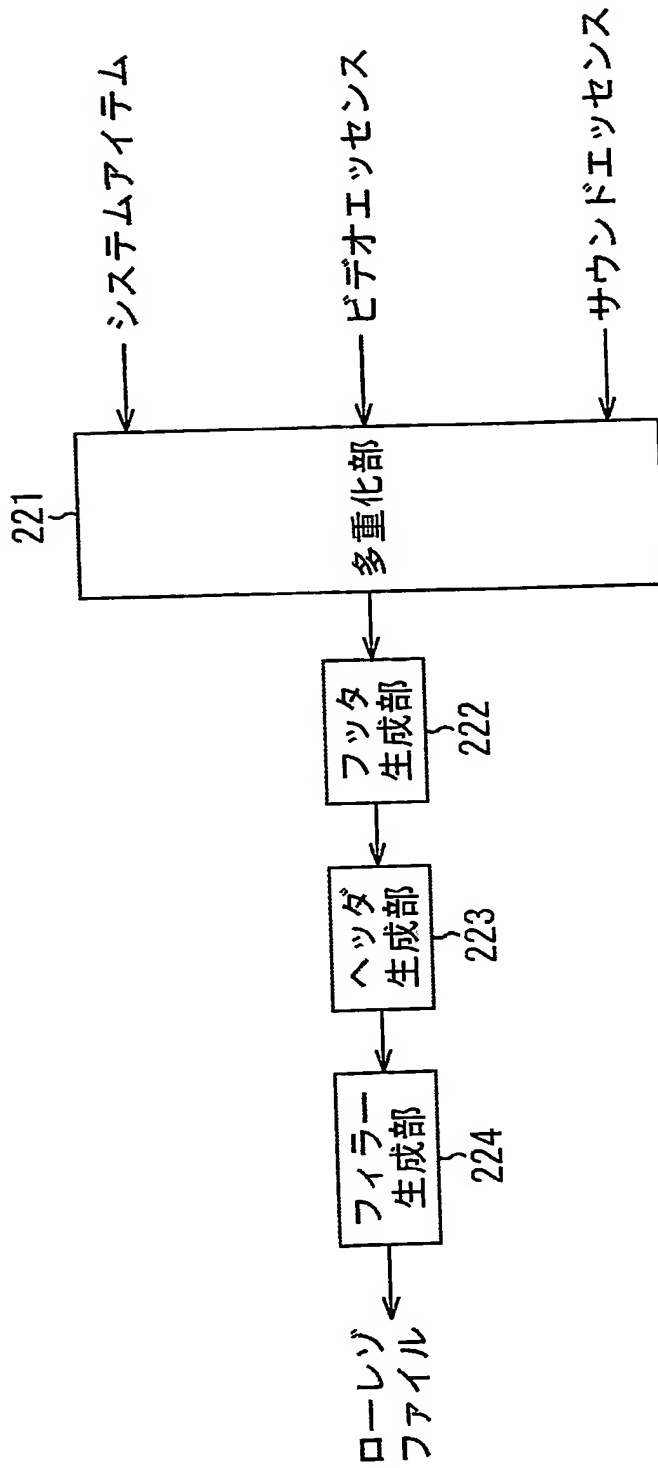 システムアイテム
ビデオエッセンス
サウンドエッセンス
221
多重化部
フッタ
生成部
222
ヘッダ
生成部
223
フィラー
生成部
224
ローレゾ
ファイル